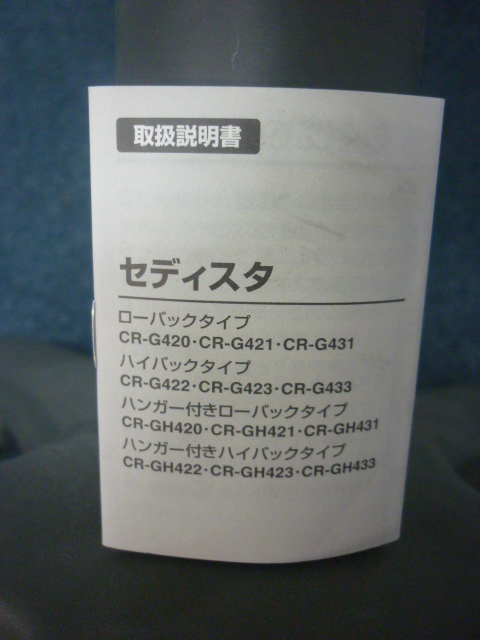 取扱説明書
セディスタ
ローバックタイプ
CR-G420・CR-G421・CR-G431
ハイバックタイプ
CR-G422・CR-G423・CR-G433
ハンガー付きローバックタイプ
CR-GH420・CR-GH421・CR-GH431
ハンガー付きハイバックタイプ
CR-GH422・CR-GH423・CR-GH433